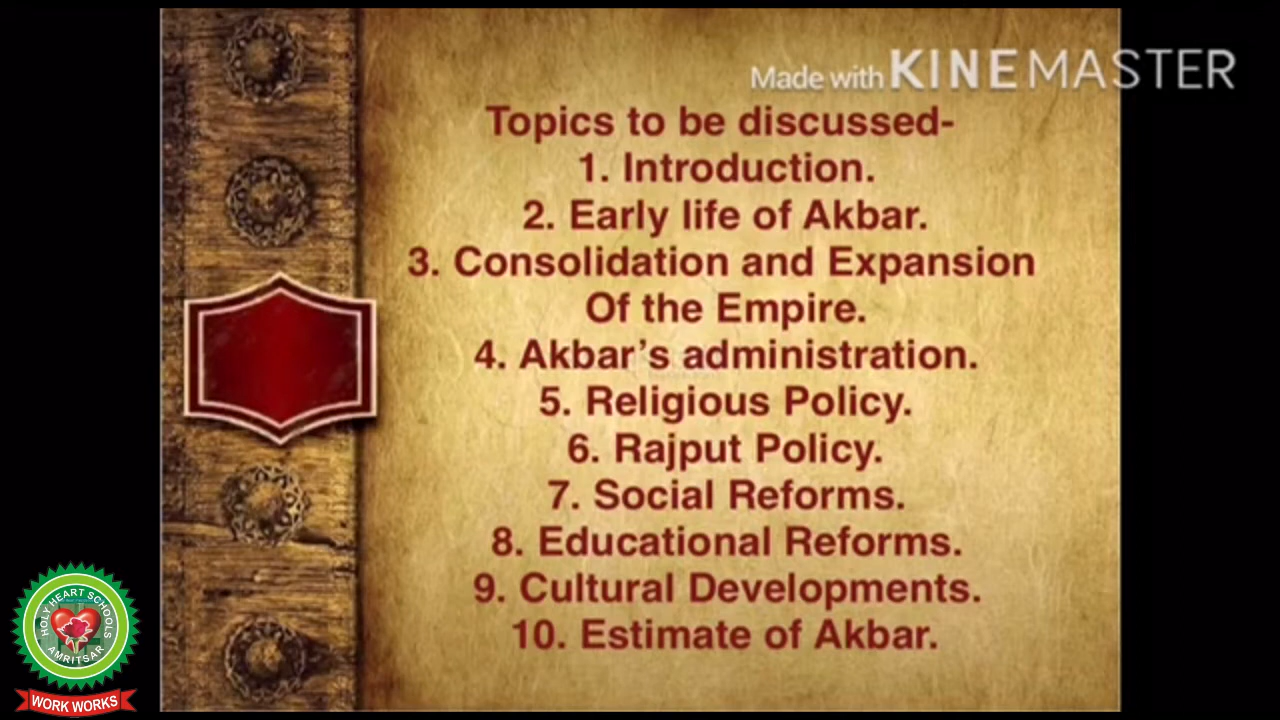 Made with KINEMASTER
Topics to be discussed-
1. Introduction.
2. Early life of Akbar.
3. Consolidation and Expansion
Of the Empire.
4. Akbar’s administration.
5. Religious Policy.
6. Rajput Policy.
7. Social Reforms.
8. Educational Reforms.
9. Cultural Developments.
10. Estimate of Akbar.
HOLY HEART SCHOOLS
AMRITSAR
WORK WORKS